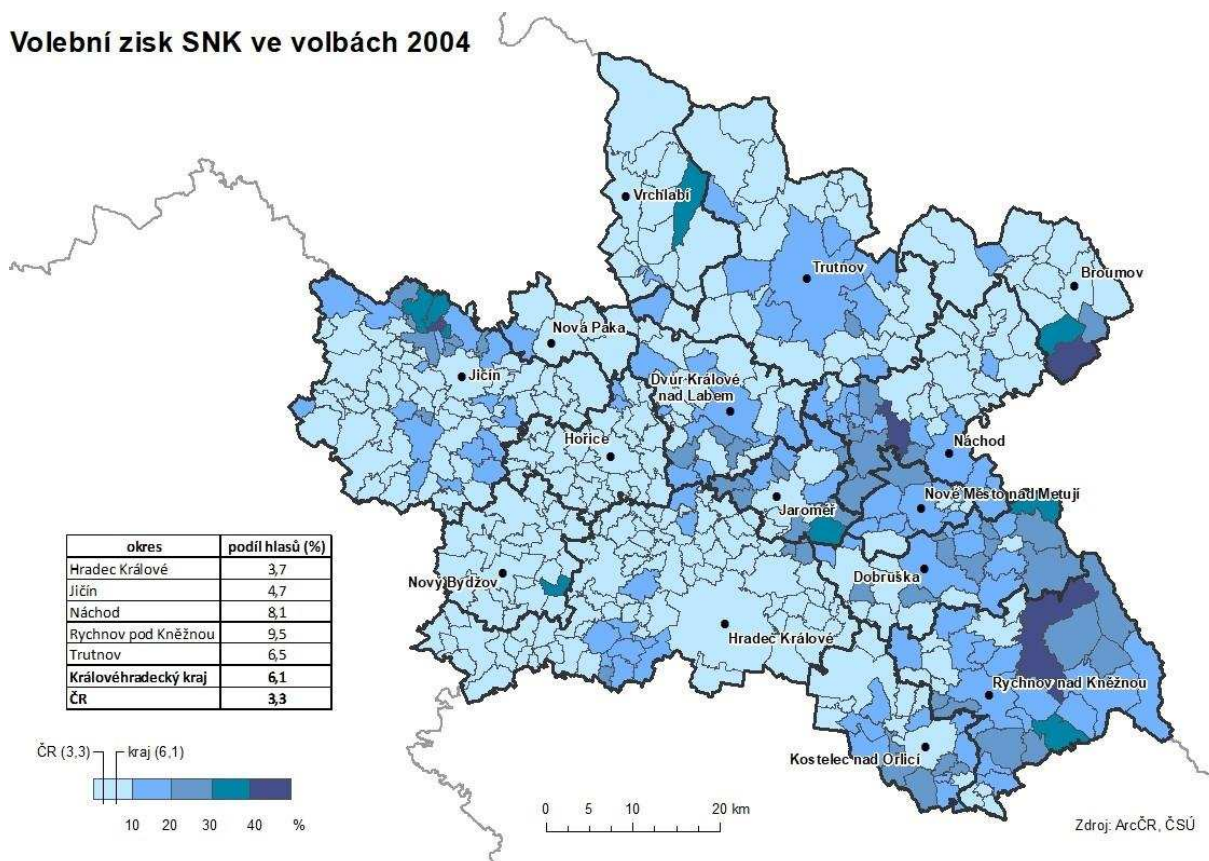 Volební zisk SNK ve volbách 2004
Vrchlabí
Trutnov
Broumov
Nová Paka
Jičín
Dvůr Králové
nad Labem
Hořice
Náchod
Jaroměř
Nové Město nad Metují
Nový Bydžov
Dobruška
Hradec Králové
Rychnov nad Kněžnou
Kostelec nad Orlicí
okres podíl hlasů (%)
Hradec Králové 3,7
Jičín 4,7
Náchod 8,1
Rychnov pod Kněžnou 9,5
Trutnov 6,5
Královéhradecký kraj 6,1
ČR 3,3
ČR (3,3) kraj (6,1)
10 20 30 40 %
0 5 10 20 km
Zdroj: ArcČR, ČSÚ